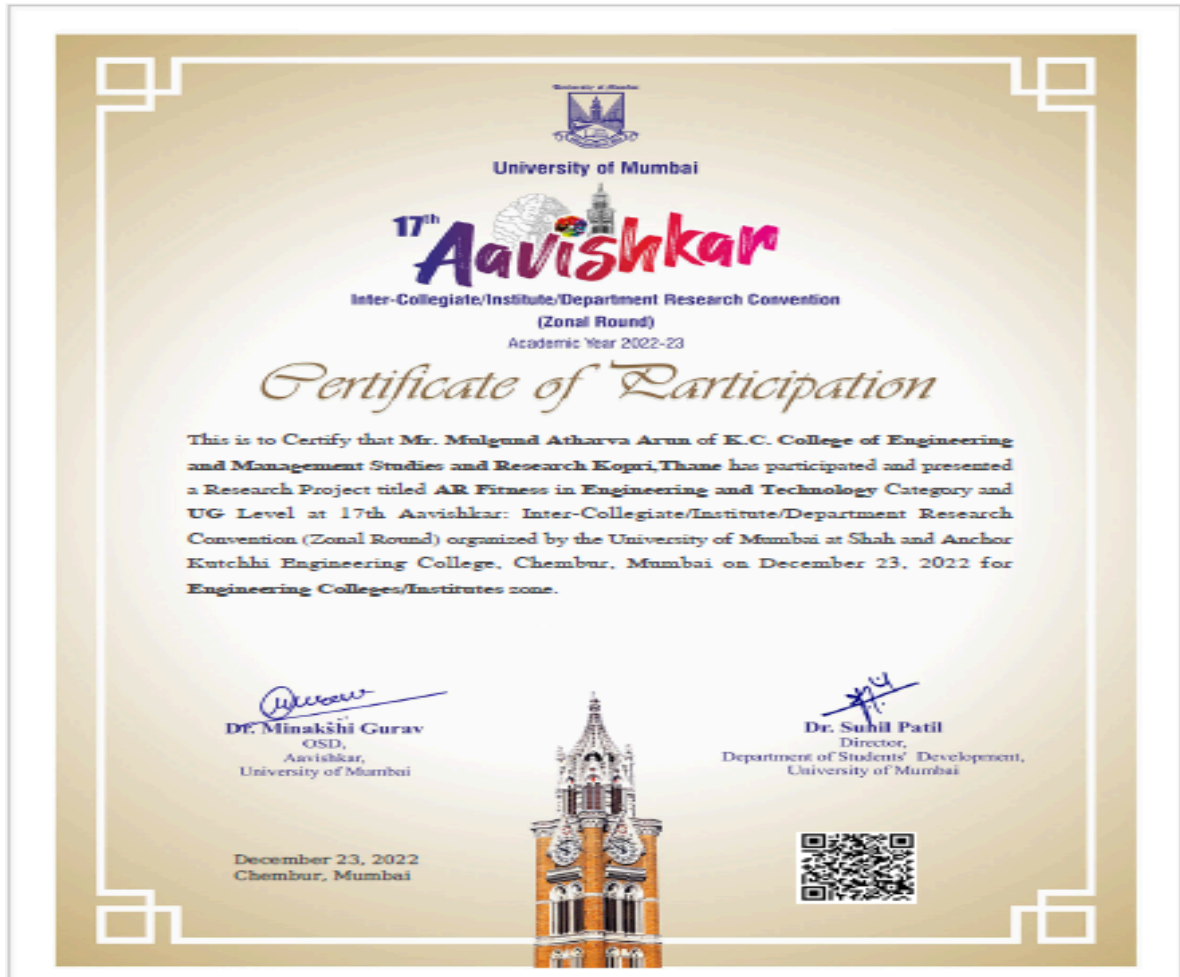 University of Mumbai
University of Mumbai
17th Aavishkar
Inter-Collegiate/Institute/Department Research Convention
(Zonal Round)
Academic Year 2022-23
Certificate of Participation
This is to Certify that Mr. Mulgund Atharva Arun of K.C. College of Engineering
and Management Studies and Research Kopri,Thane has participated and presented
a Research Project titled AR Fitness in Engineering and Technology Category and
UG Level at 17th Aavishkar: Inter-Collegiate/Institute/Department Research
Convention (Zonal Round) organized by the University of Mumbai at Shah and Anchor
Kutchhi Engineering College, Chembur, Mumbai on December 23, 2022 for
Engineering Colleges/Institutes zone.
Dr. Minakshi Gurav
OSD,
Aavishkar,
University of Mumbai
Dr. Sunil Patil
Director,
Department of Students' Development,
University of Mumbai
December 23, 2022
Chembur, Mumbai